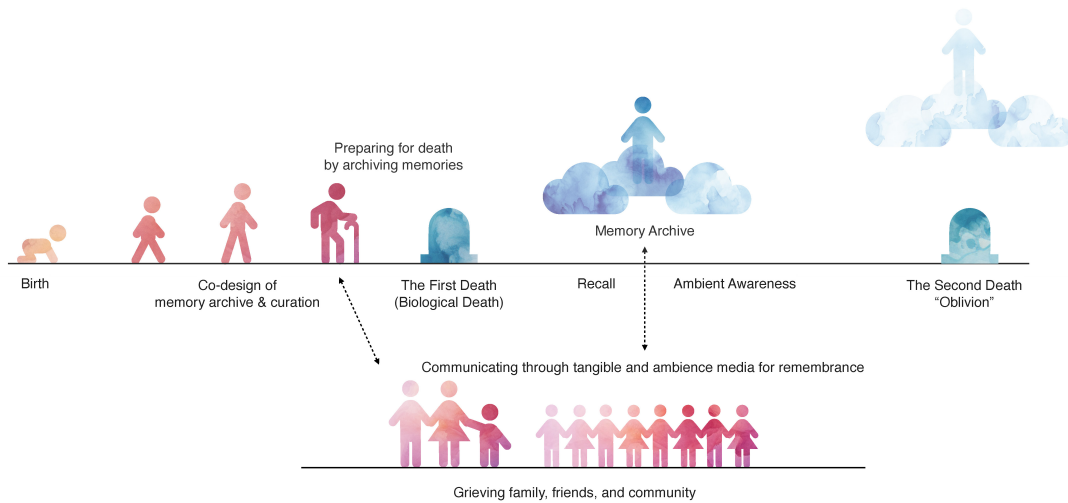 Preparing for death
by archiving memories
Memory Archive
Birth
Co-design of
memory archive & curation
The First Death
(Biological Death)
Recall
Ambient Awareness
The Second Death
“Oblivion”
Communicating through tangible and ambience media for remembrance
Grieving family, friends, and community